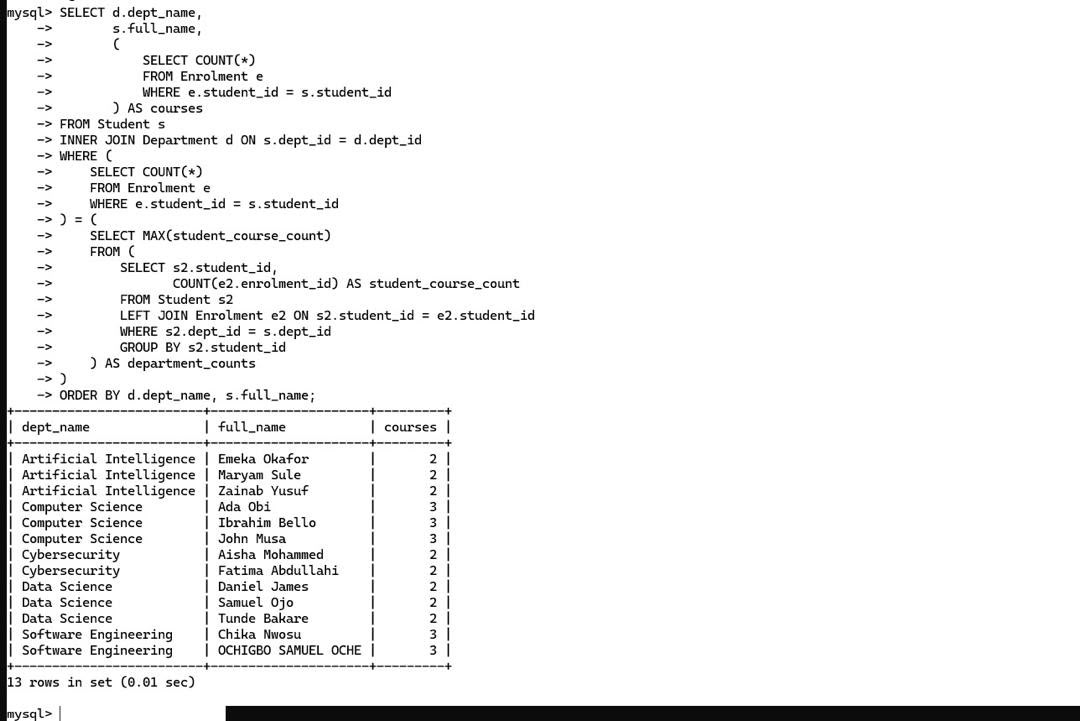 mysql> SELECT d.dept_name,
    ->        s.full_name,
    ->        (
    ->            SELECT COUNT(*)
    ->            FROM Enrolment e
    ->            WHERE e.student_id = s.student_id
    ->        ) AS courses
    -> FROM Student s
    -> INNER JOIN Department d ON s.dept_id = d.dept_id
    -> WHERE (
    ->     SELECT COUNT(*)
    ->     FROM Enrolment e
    ->     WHERE e.student_id = s.student_id
    -> ) = (
    ->     SELECT MAX(student_course_count)
    ->     FROM (
    ->         SELECT s2.student_id,
    ->                COUNT(e2.enrolment_id) AS student_course_count
    ->         FROM Student s2
    ->         LEFT JOIN Enrolment e2 ON s2.student_id = e2.student_id
    ->         WHERE s2.dept_id = s.dept_id
    ->         GROUP BY s2.student_id
    ->     ) AS department_counts
    -> )
    -> ORDER BY d.dept_name, s.full_name;
+-------------------------+---------------------+---------+
| dept_name               | full_name           | courses |
+-------------------------+---------------------+---------+
| Artificial Intelligence | Emeka Okafor        |       2 |
| Artificial Intelligence | Maryam Sule         |       2 |
| Artificial Intelligence | Zainab Yusuf        |       2 |
| Computer Science        | Ada Obi             |       3 |
| Computer Science        | Ibrahim Bello       |       3 |
| Computer Science        | John Musa           |       3 |
| Cybersecurity           | Aisha Mohammed      |       2 |
| Cybersecurity           | Fatima Abdullahi    |       2 |
| Data Science            | Daniel James        |       2 |
| Data Science            | Samuel Ojo          |       2 |
| Data Science            | Tunde Bakare        |       2 |
| Software Engineering    | Chika Nwosu         |       3 |
| Software Engineering    | OCHIGBO SAMUEL OCHE |       3 |
+-------------------------+---------------------+---------+
13 rows in set (0.01 sec)
mysql>